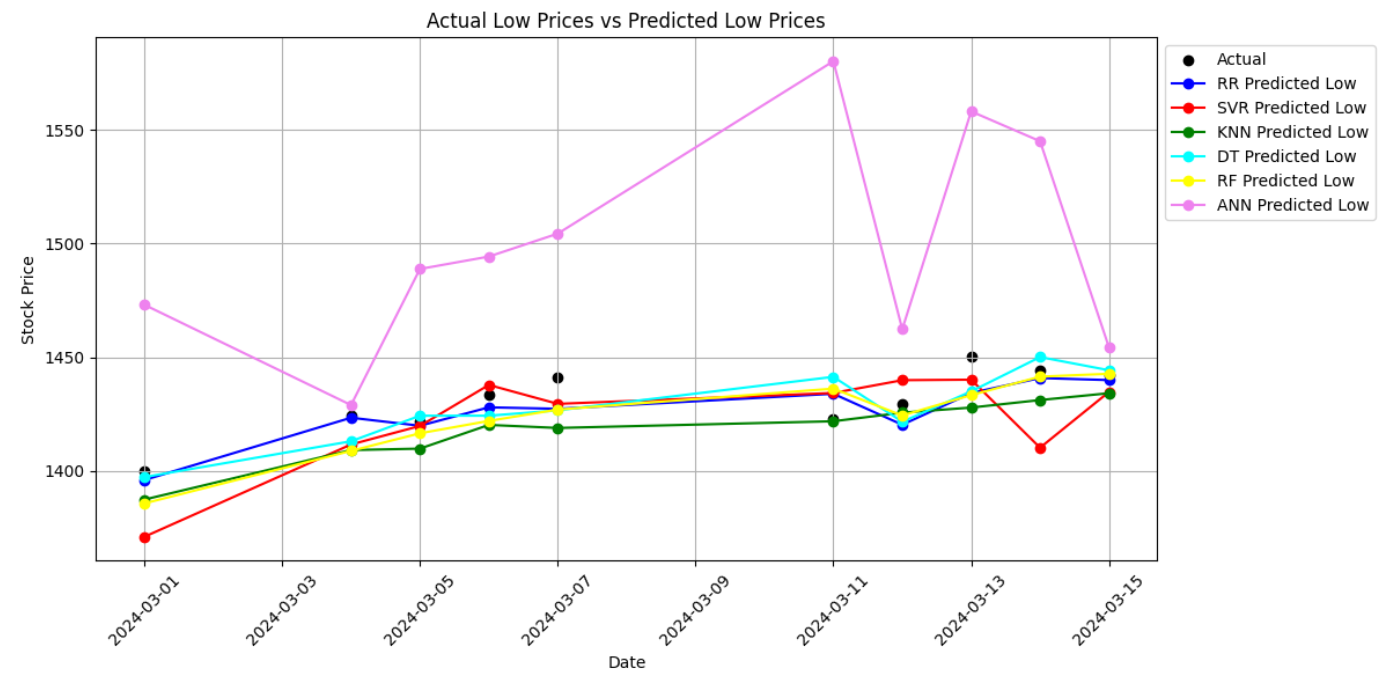 Actual Low Prices vs Predicted Low Prices
Actual
RR Predicted Low
SVR Predicted Low
KNN Predicted Low
DT Predicted Low
RF Predicted Low
ANN Predicted Low
Stock Price
1550
1500
1450
1400
2024-03-01
2024-03-03
2024-03-05
2024-03-07
2024-03-09
2024-03-11
2024-03-13
2024-03-15
Date